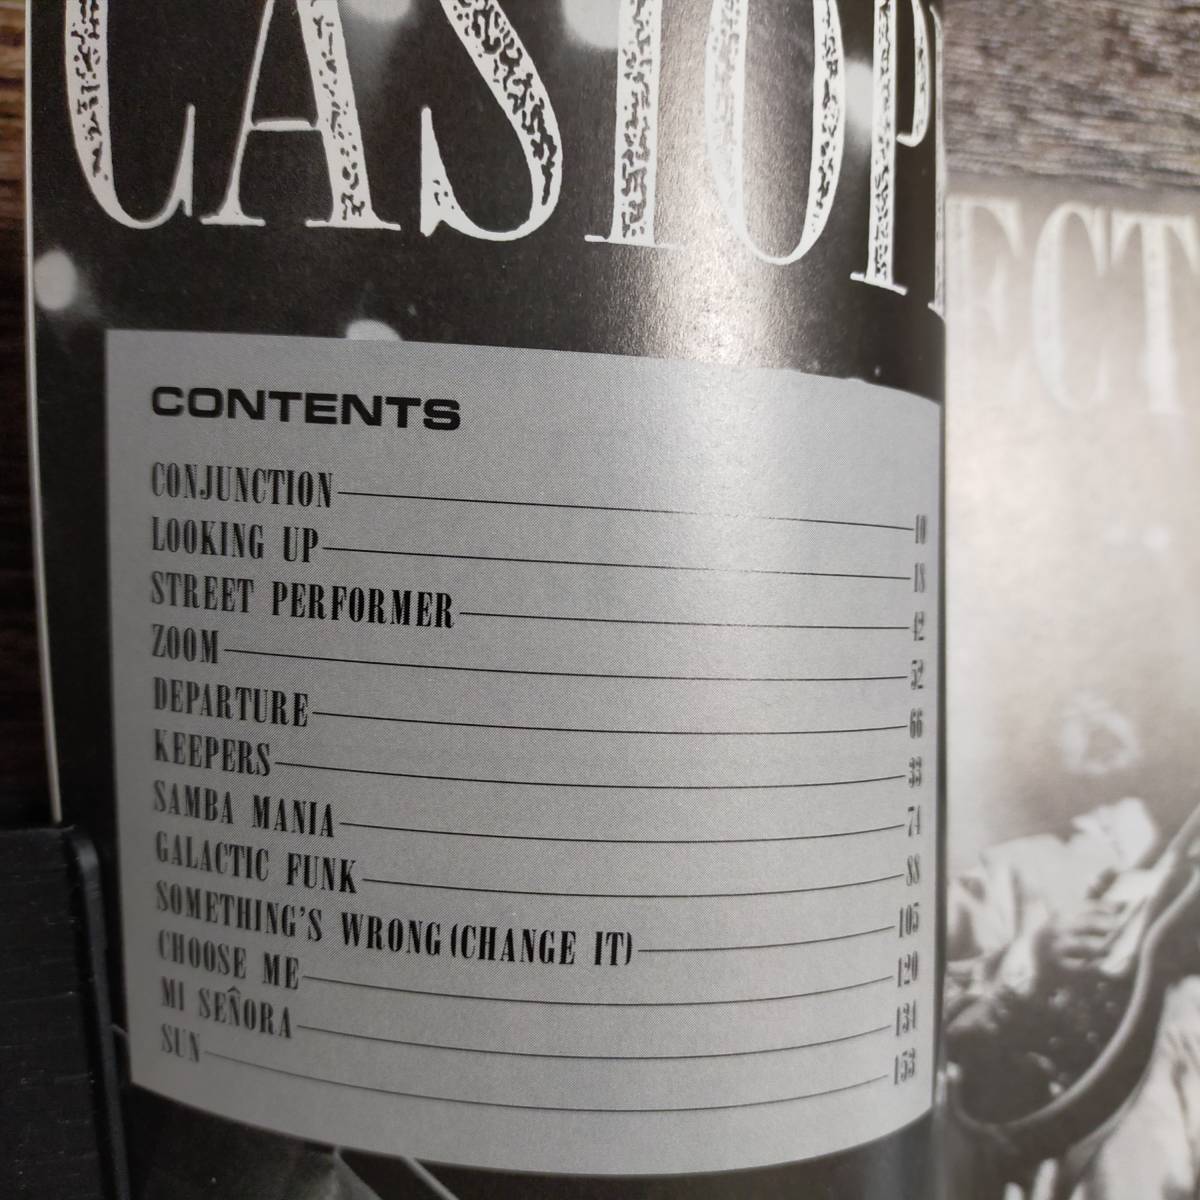 CASIOP
ECT
CONTENTS
CONJUNCTION 10
LOOKING UP 18
STREET PERFORMER 42
ZOOM 52
DEPARTURE 66
KEEPERS 33
SAMBA MANIA 74
GALACTIC FUNK 88
SOMETHING'S WRONG (CHANGE IT) 105
CHOOSE ME 120
MI SEÑORA 134
SUN 153